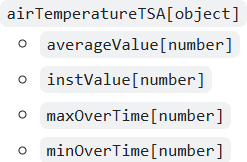 airTemperatureTSA[object]
averageValue[number]
instValue[number]
maxOverTime[number]
minOverTime[number]